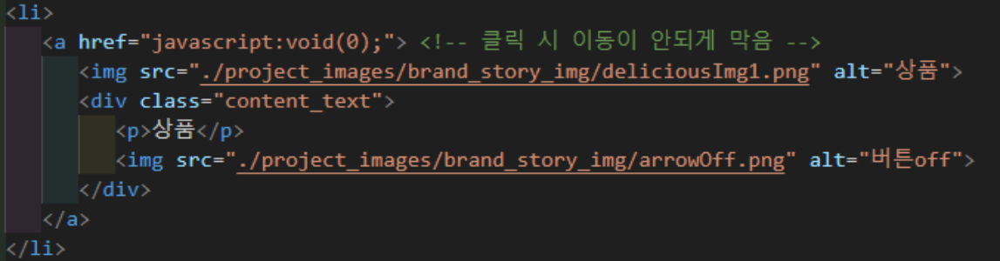 <li>
<a href="javascript:void(0);"> <!-- 클릭 시 이동이 안되게 막음 -->
<img src="./project_images/brand_story_img/deliciousImg1.png" alt="상품">
<div class="content_text">
<p>상품</p>
<img src="./project_images/brand_story_img/arrowOff.png" alt="버튼off">
</div>
</a>
</li>